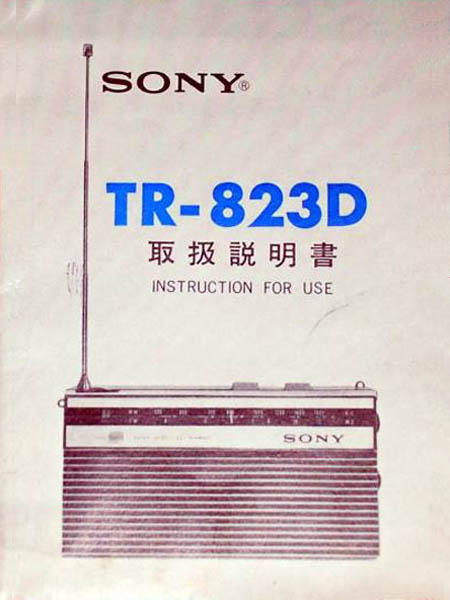 SONY®
TR-823D
取扱説明書
INSTRUCTION FOR USE
SONY